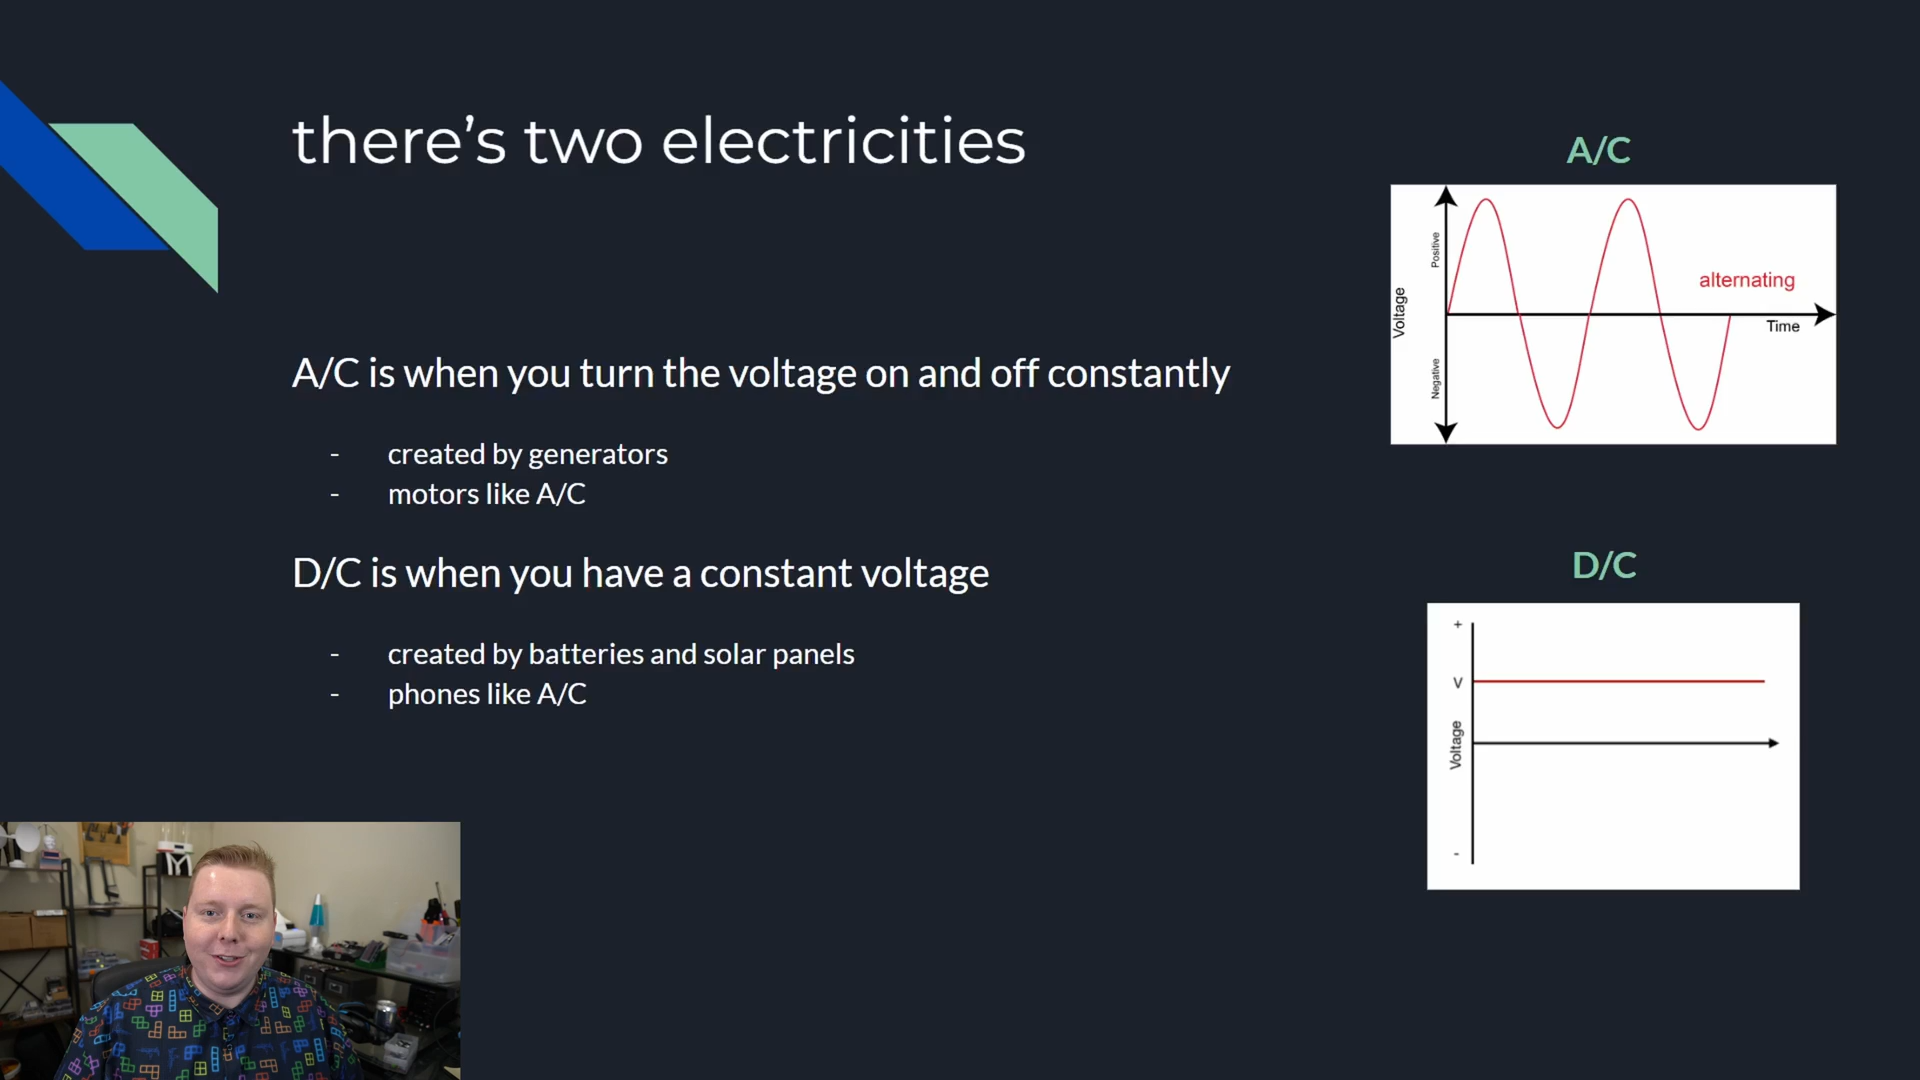 there's two electricities
A/C is when you turn the voltage on and off constantly
- created by generators
- motors like A/C
D/C is when you have a constant voltage
- created by batteries and solar panels
- phones like A/C
A/C
Positive
Voltage
Negative
alternating
Time
D/C
+
V
Voltage
-